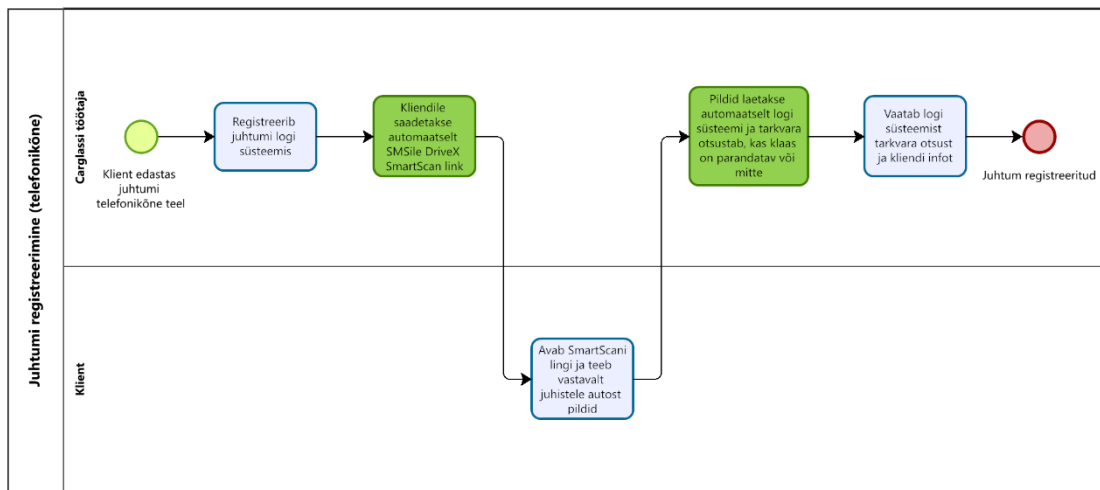 Juhtumi registreerimine (telefonikõne)
Carglassi töötaja
Klient edastas
juhtumi
telefonikõne teel
Registreerib
juhtumi logi
süsteemis
Kliendile
saadetakse
automaatselt
SMSile DriveX
SmartScan link
Pildid laetakse
automaatselt logi
süsteemi ja tarkvara
otsustab, kas klaas
on parandatav või
mitte
Vaatab logi
süsteemist
tarkvara otsust
ja kliendi infot
Juhtum registreeritud
Klient
Avab SmartScani
lingi ja teeb
vastavalt
juhistele autost
pildid